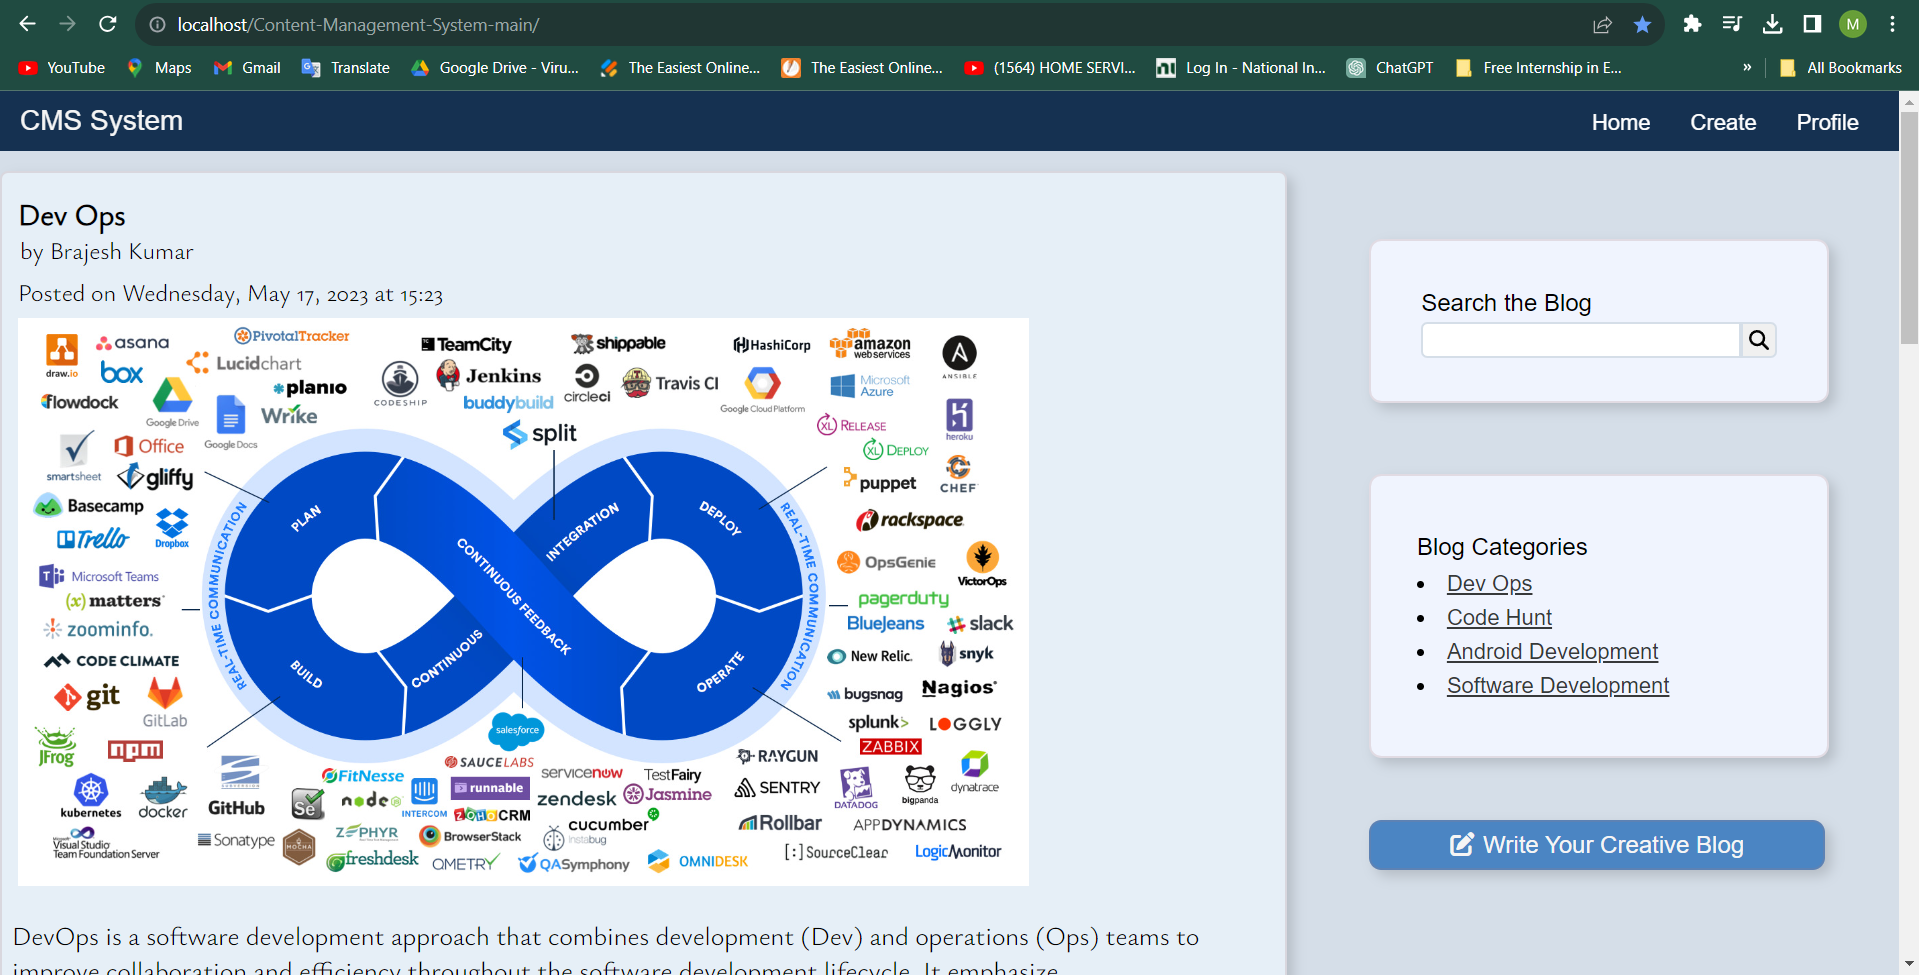 localhost/Content-Management-System-main/
M
YouTube Maps Gmail Translate Google Drive - Viru... The Easiest Online... The Easiest Online... (1564) HOME SERVI... Log In - National In... ChatGPT Free Internship in E... » All Bookmarks
CMS System
Home Create Profile
Dev Ops
by Brajesh Kumar
Posted on Wednesday, May 17, 2023 at 15:23
draw.io
asana
PivotalTracker
box
Lucidchart
planio
flowdock
Google Drive
Google Docs
Wrike
smartsheet
Office
gliffy
Basecamp
Trello
Dropbox
Microsoft Teams
(x)matters
zoominfo.
CODE CLIMATE
git
GitLab
JFrog
npm
kubernetes
docker
SUBVERSION
GitHub
Microsoft
Visual Studio
Team Foundation Server
Sonatype
MOCHA
TeamCity
shippable
CODESHIP
Jenkins
circleci
Travis CI
buddybuild
split
HashiCorp
amazon
webservices
ANSIBLE
Google Cloud Platform
Microsoft
Azure
XL RELEASE
heroku
XL DEPLOY
puppet
CHEF
rackspace
OpsGenie
VictorOps
pagerduty
BlueJeans
slack
New Relic.
snyk
bugsnag
Nagios
splunk>
LOGGLY
ZABBIX
RAYGUN
SENTRY
DATADOG
bigpanda
dynatrace
Rollbar
APPDYNAMICS
[:]SourceClear
LogicMonitor
REAL-TIME COMMUNICATION
PLAN
BUILD
CONTINUOUS
INTEGRATION
CONTINUOUS FEEDBACK
DEPLOY
OPERATE
REAL-TIME COMMUNICATION
salesforce
SAUCELABS
FitNesse
servicenow
TestFairy
Se
node
JS
INTERCOM
runnable
zendesk
Jasmine
ZOHO CRM
ZEPHYR
BrowserStack
cucumber
instabug
freshdesk
QMETRY
QASymphony
OMNIDESK
DevOps is a software development approach that combines development (Dev) and operations (Ops) teams to
improve collaboration and efficiency throughout the software development lifecycle. It emphasize
Search the Blog
Blog Categories
Dev Ops
Code Hunt
Android Development
Software Development
Write Your Creative Blog